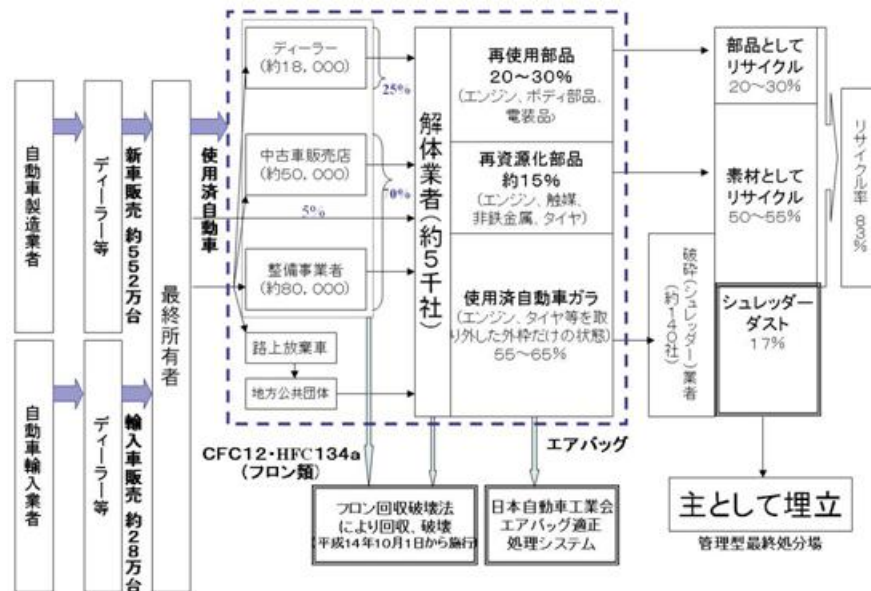 自動車製造業者
自動車輸入業者
ディーラー等
ディーラー等
新車販売 約552万台
輸入車販売 約28万台
最終所有者
使用済自動車
ディーラー
(約18,000)
25%
中古車販売店
(約50,000)
70%
5%
整備事業者
(約80,000)
路上放棄車
地方公共団体
解体業者(約5千社)
再使用部品
20～30%
(エンジン、ボディ部品、
電装品)
再資源化部品
約15%
(エンジン、触媒、
非鉄金属、タイヤ)
使用済自動車ガラ
(エンジン、タイヤ等を取
り外した外枠だけの状態)
55～65%
破砕(シュレッダー)業者
(約140社)
部品として
リサイクル
20～30%
素材として
リサイクル
50～55%
シュレッダー
ダスト
17%
リサイクル率 83%
CFC12・HFC134a
(フロン類)
エアバッグ
フロン回収破壊法
により回収、破壊
(平成14年10月1日から施行)
日本自動車工業会
エアバッグ適正
処理システム
主として埋立
管理型最終処分場